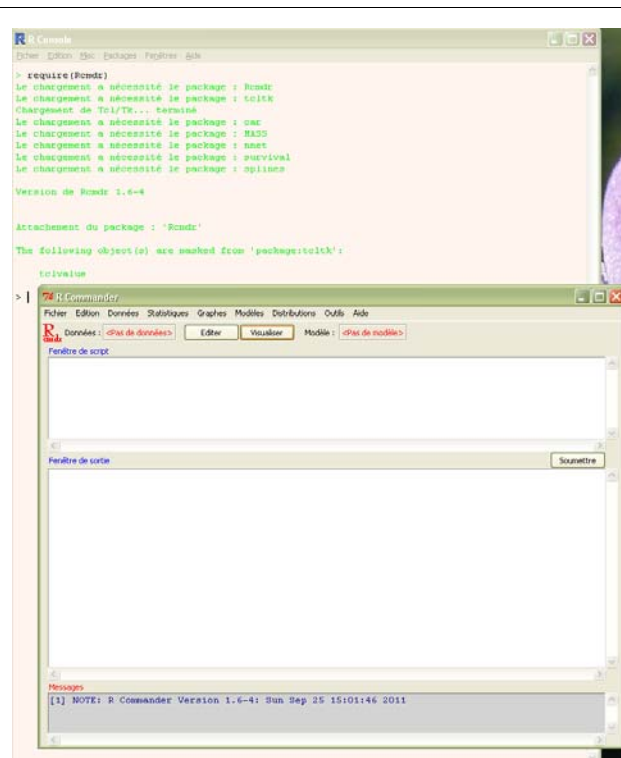 R Console
Fichier Edition Misc Packages Fenêtres Aide
> require(Rcmdr)
Le chargement a nécessité le package : Rcmdr
Le chargement a nécessité le package : tcltk
Chargement de Tcl/Tk... terminé
Le chargement a nécessité le package : car
Le chargement a nécessité le package : MASS
Le chargement a nécessité le package : nnet
Le chargement a nécessité le package : survival
Le chargement a nécessité le package : splines
Version de Rcmdr 1.6-4
Attachement du package : 'Rcmdr'
The following object(s) are masked from 'package:tcltk':
tclvalue
>
R Commander
Fichier Edition Données Statistiques Graphes Modèles Distributions Outils Aide
R cmdr Données : <Pas de données> Editer Visualiser Modèle : <Pas de modèle>
Fenêtre de script
Fenêtre de sortie Soumettre
Messages
[1] NOTE: R Commander Version 1.6-4: Sun Sep 25 15:01:46 2011